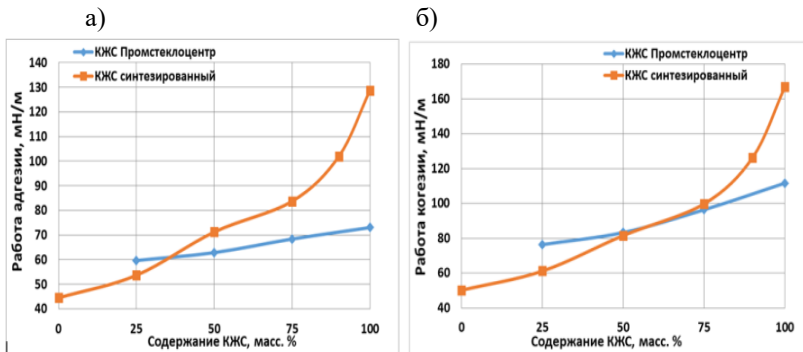 а)
КЖС Промстеклоцентр
КЖС синтезированный
Работа адгезии, мН/м
140
130
120
110
100
90
80
70
60
50
40
0 25 50 75 100
Содержание КЖС, масс. %
б)
КЖС Промстеклоцентр
КЖС синтезированный
Работа когезии, мН/м
180
160
140
120
100
80
60
40
0 25 50 75 100
Содержание КЖС, масс. %